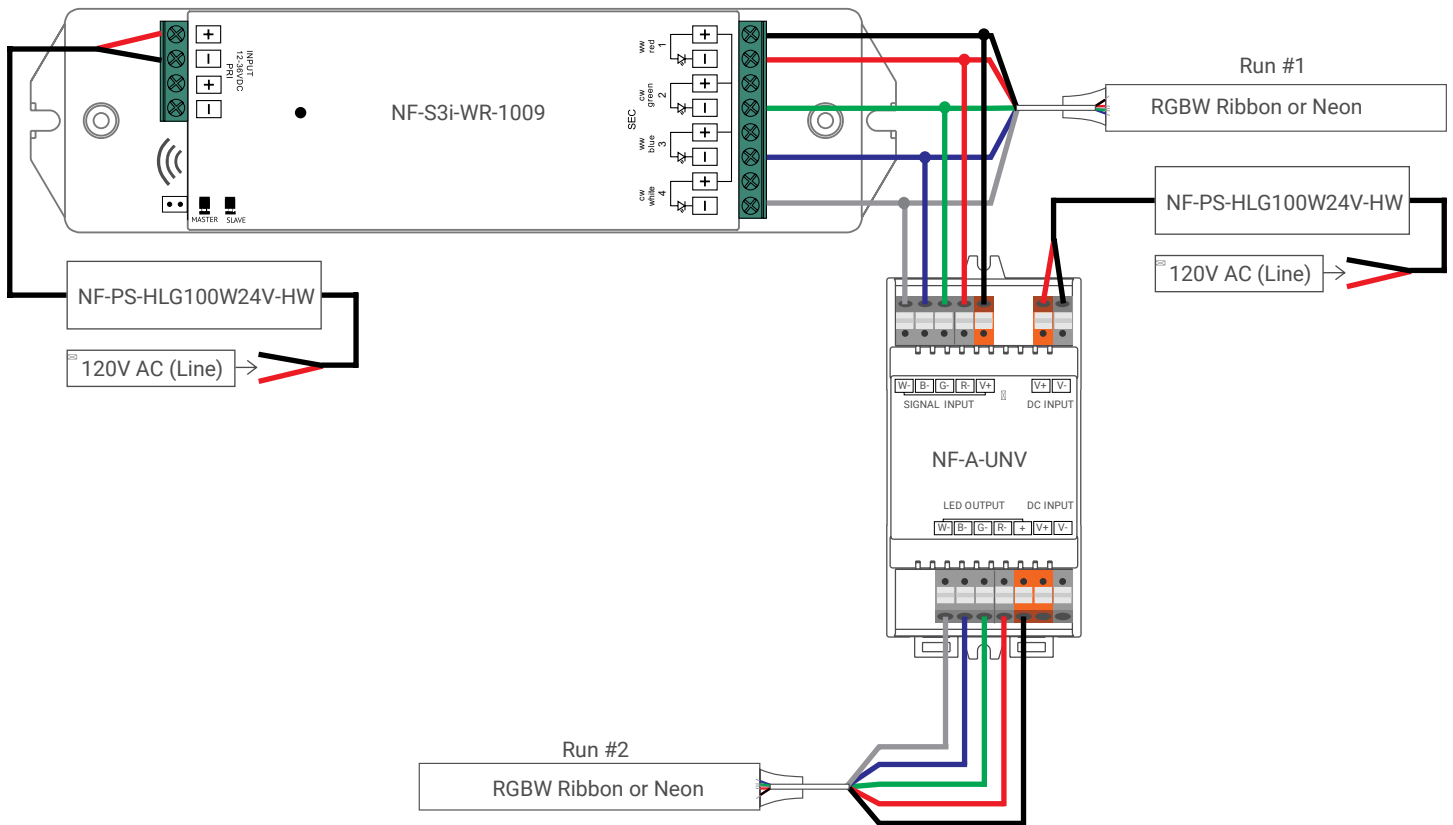 INPUT
12-36VDC
PRI
+
−
+
−
NF-S3i-WR-1009
MASTER
SLAVE
SEC
ww
red
1
+
−
cw
green
2
+
−
ww
blue
3
+
−
cw
white
4
+
−
Run #1
RGBW Ribbon or Neon
NF-PS-HLG100W24V-HW
120V AC (Line)
NF-PS-HLG100W24V-HW
120V AC (Line)
W- B- G- R- V+ V+ V-
SIGNAL INPUT DC INPUT
NF-A-UNV
LED OUTPUT DC INPUT
W- B- G- R- + V+ V-
Run #2
RGBW Ribbon or Neon